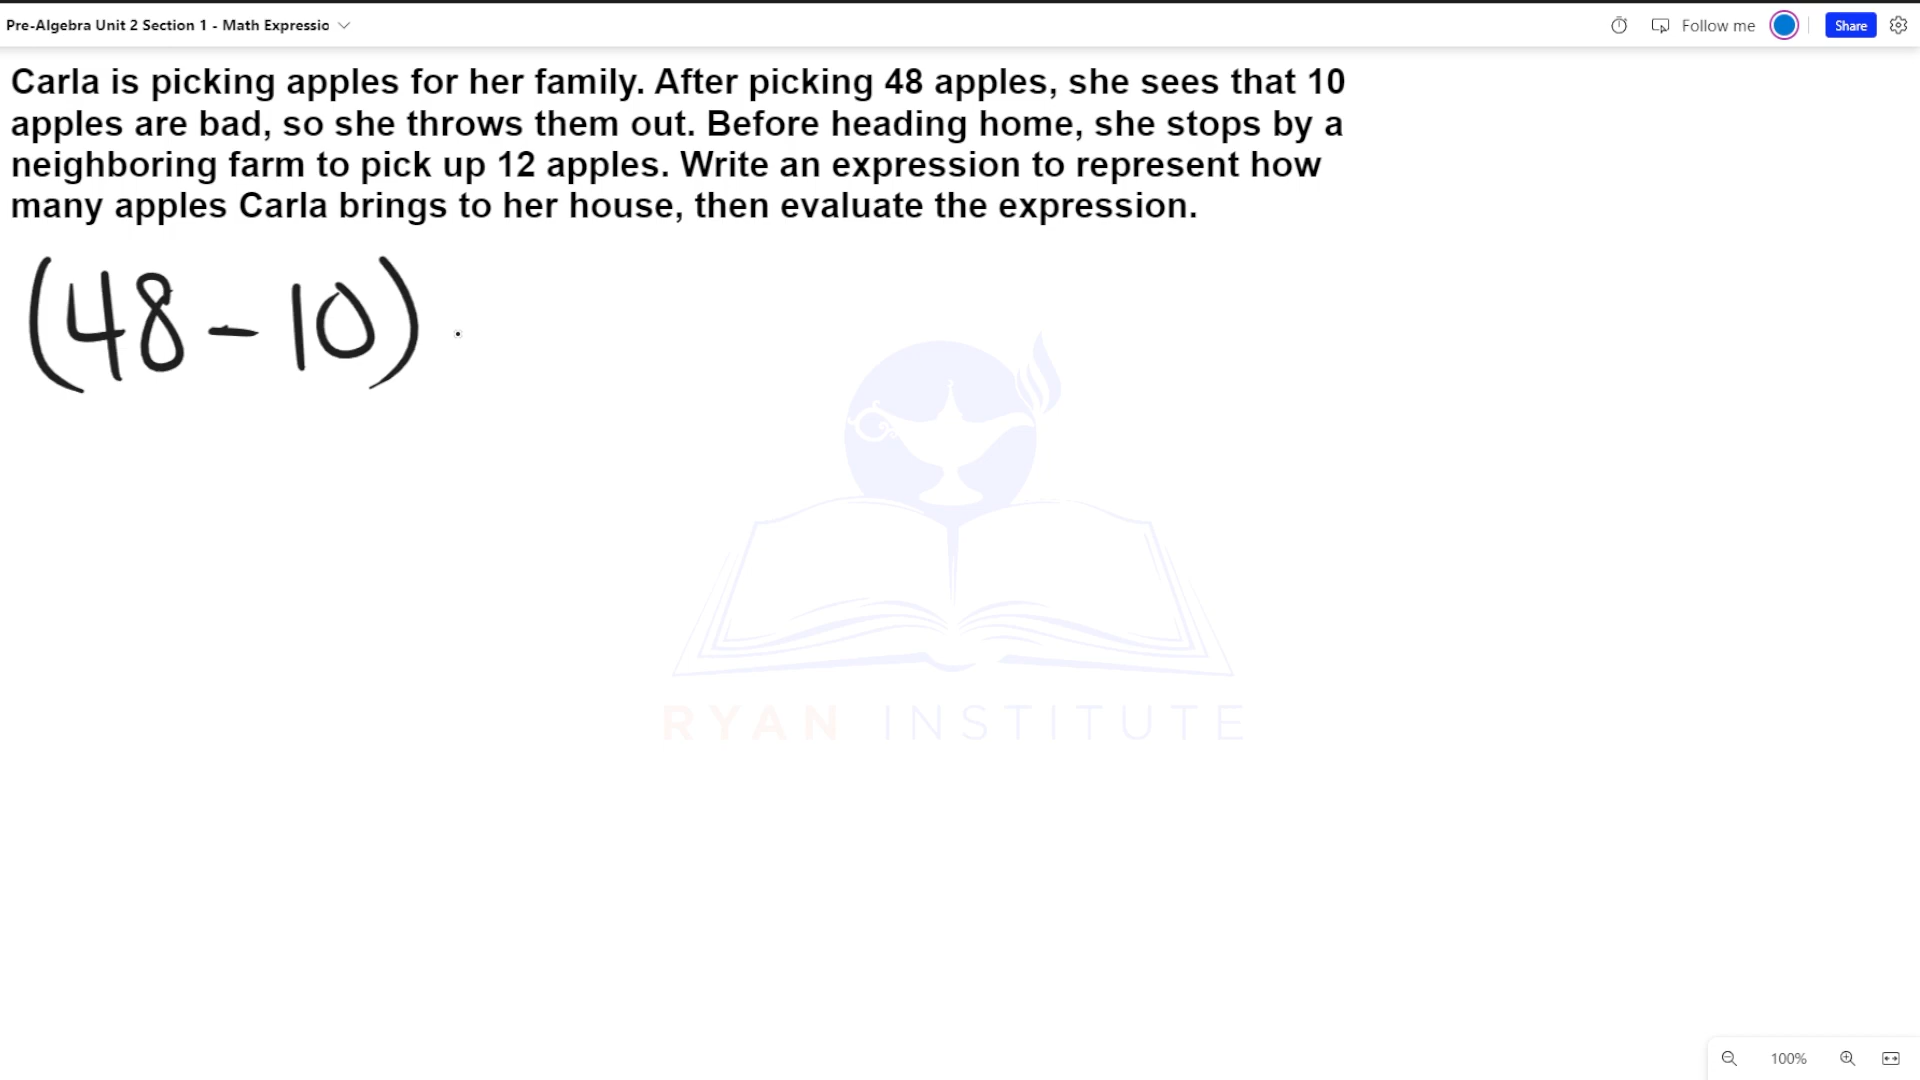 Pre-Algebra Unit 2 Section 1 - Math Expressio
Follow me
Share
Carla is picking apples for her family. After picking 48 apples, she sees that 10
apples are bad, so she throws them out. Before heading home, she stops by a
neighboring farm to pick up 12 apples. Write an expression to represent how
many apples Carla brings to her house, then evaluate the expression.
(48 - 10)
RYAN INSTITUTE
100%